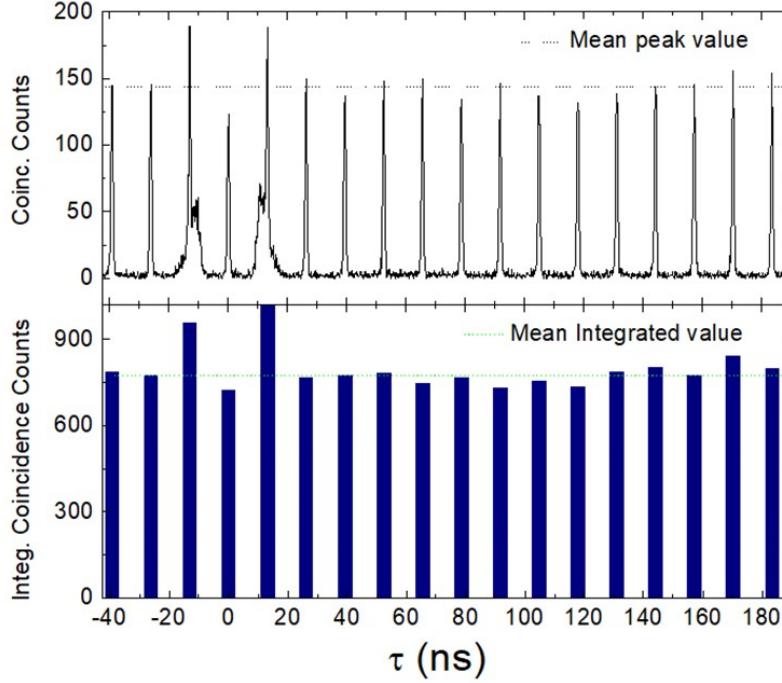 200
150
100
50
0
Coinc. Counts
Mean peak value
900
600
300
0
Integ. Coincidence Counts
Mean Integrated value
-40 -20 0 20 40 60 80 100 120 140 160 180
τ (ns)